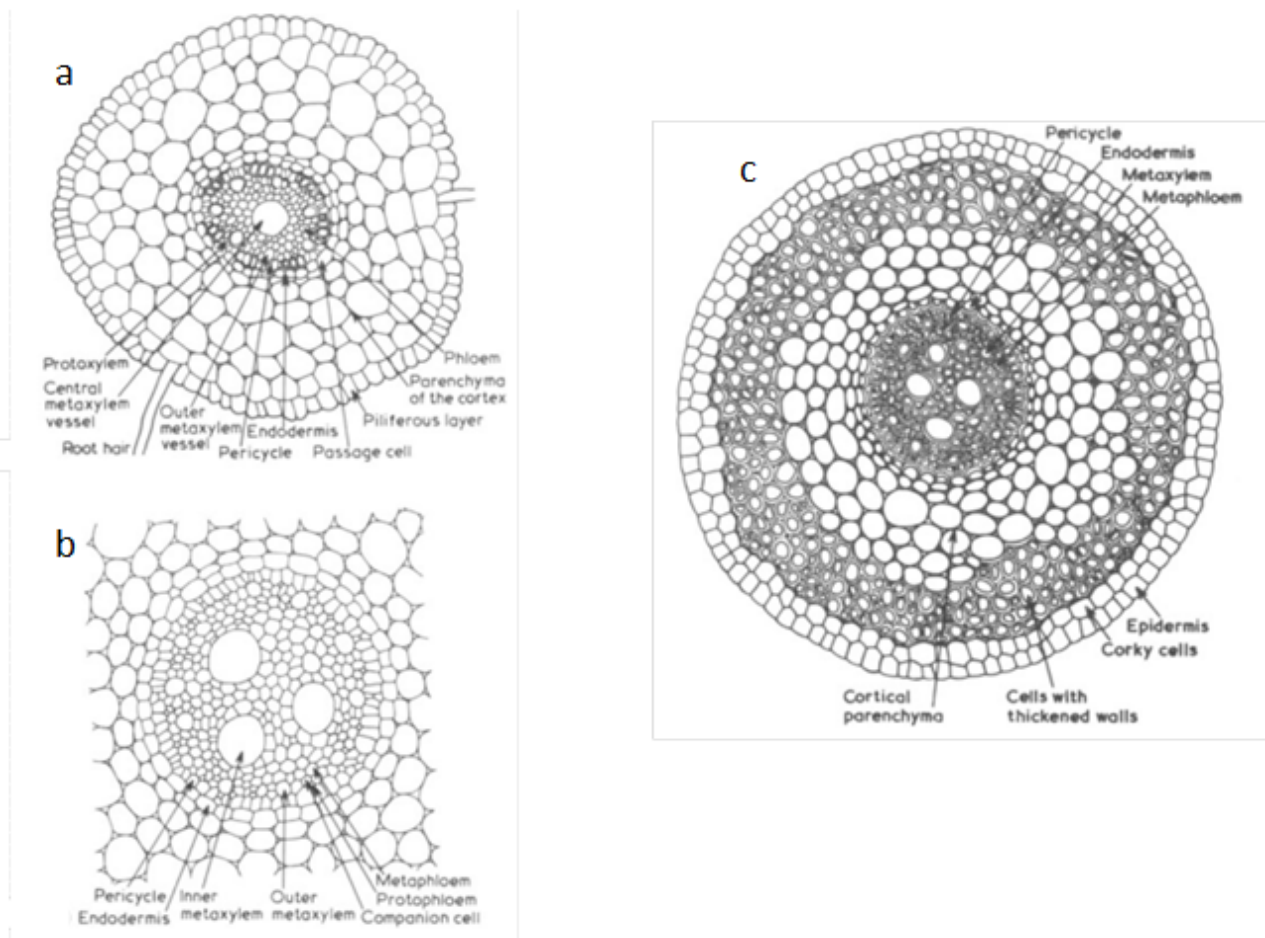 a
Protoxylem
Central
metaxylem
vessel
Root hair
Outer
metaxylem
vessel
Pericycle
Endodermis
Passage cell
Piliferous layer
Parenchyma
of the cortex
Phloem
b
Pericycle
Endodermis
Inner
metaxylem
Outer
metaxylem
Metaphloem
Protophloem
Companion cell
c
Pericycle
Endodermis
Metaxylem
Metaphloem
Epidermis
Corky cells
Cells with
thickened walls
Cortical
parenchyma